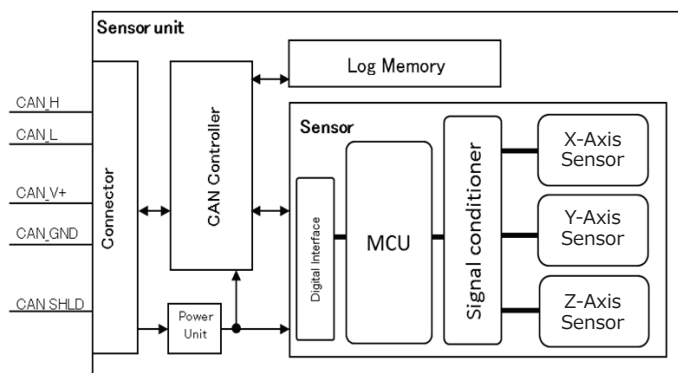 Sensor unit
Log Memory
CAN_H
CAN_L
CAN_V+
CAN_GND
CAN SHLD
Connector
CAN Controller
Power
Unit
Sensor
Digital Interface
MCU
Signal conditioner
X-Axis
Sensor
Y-Axis
Sensor
Z-Axis
Sensor